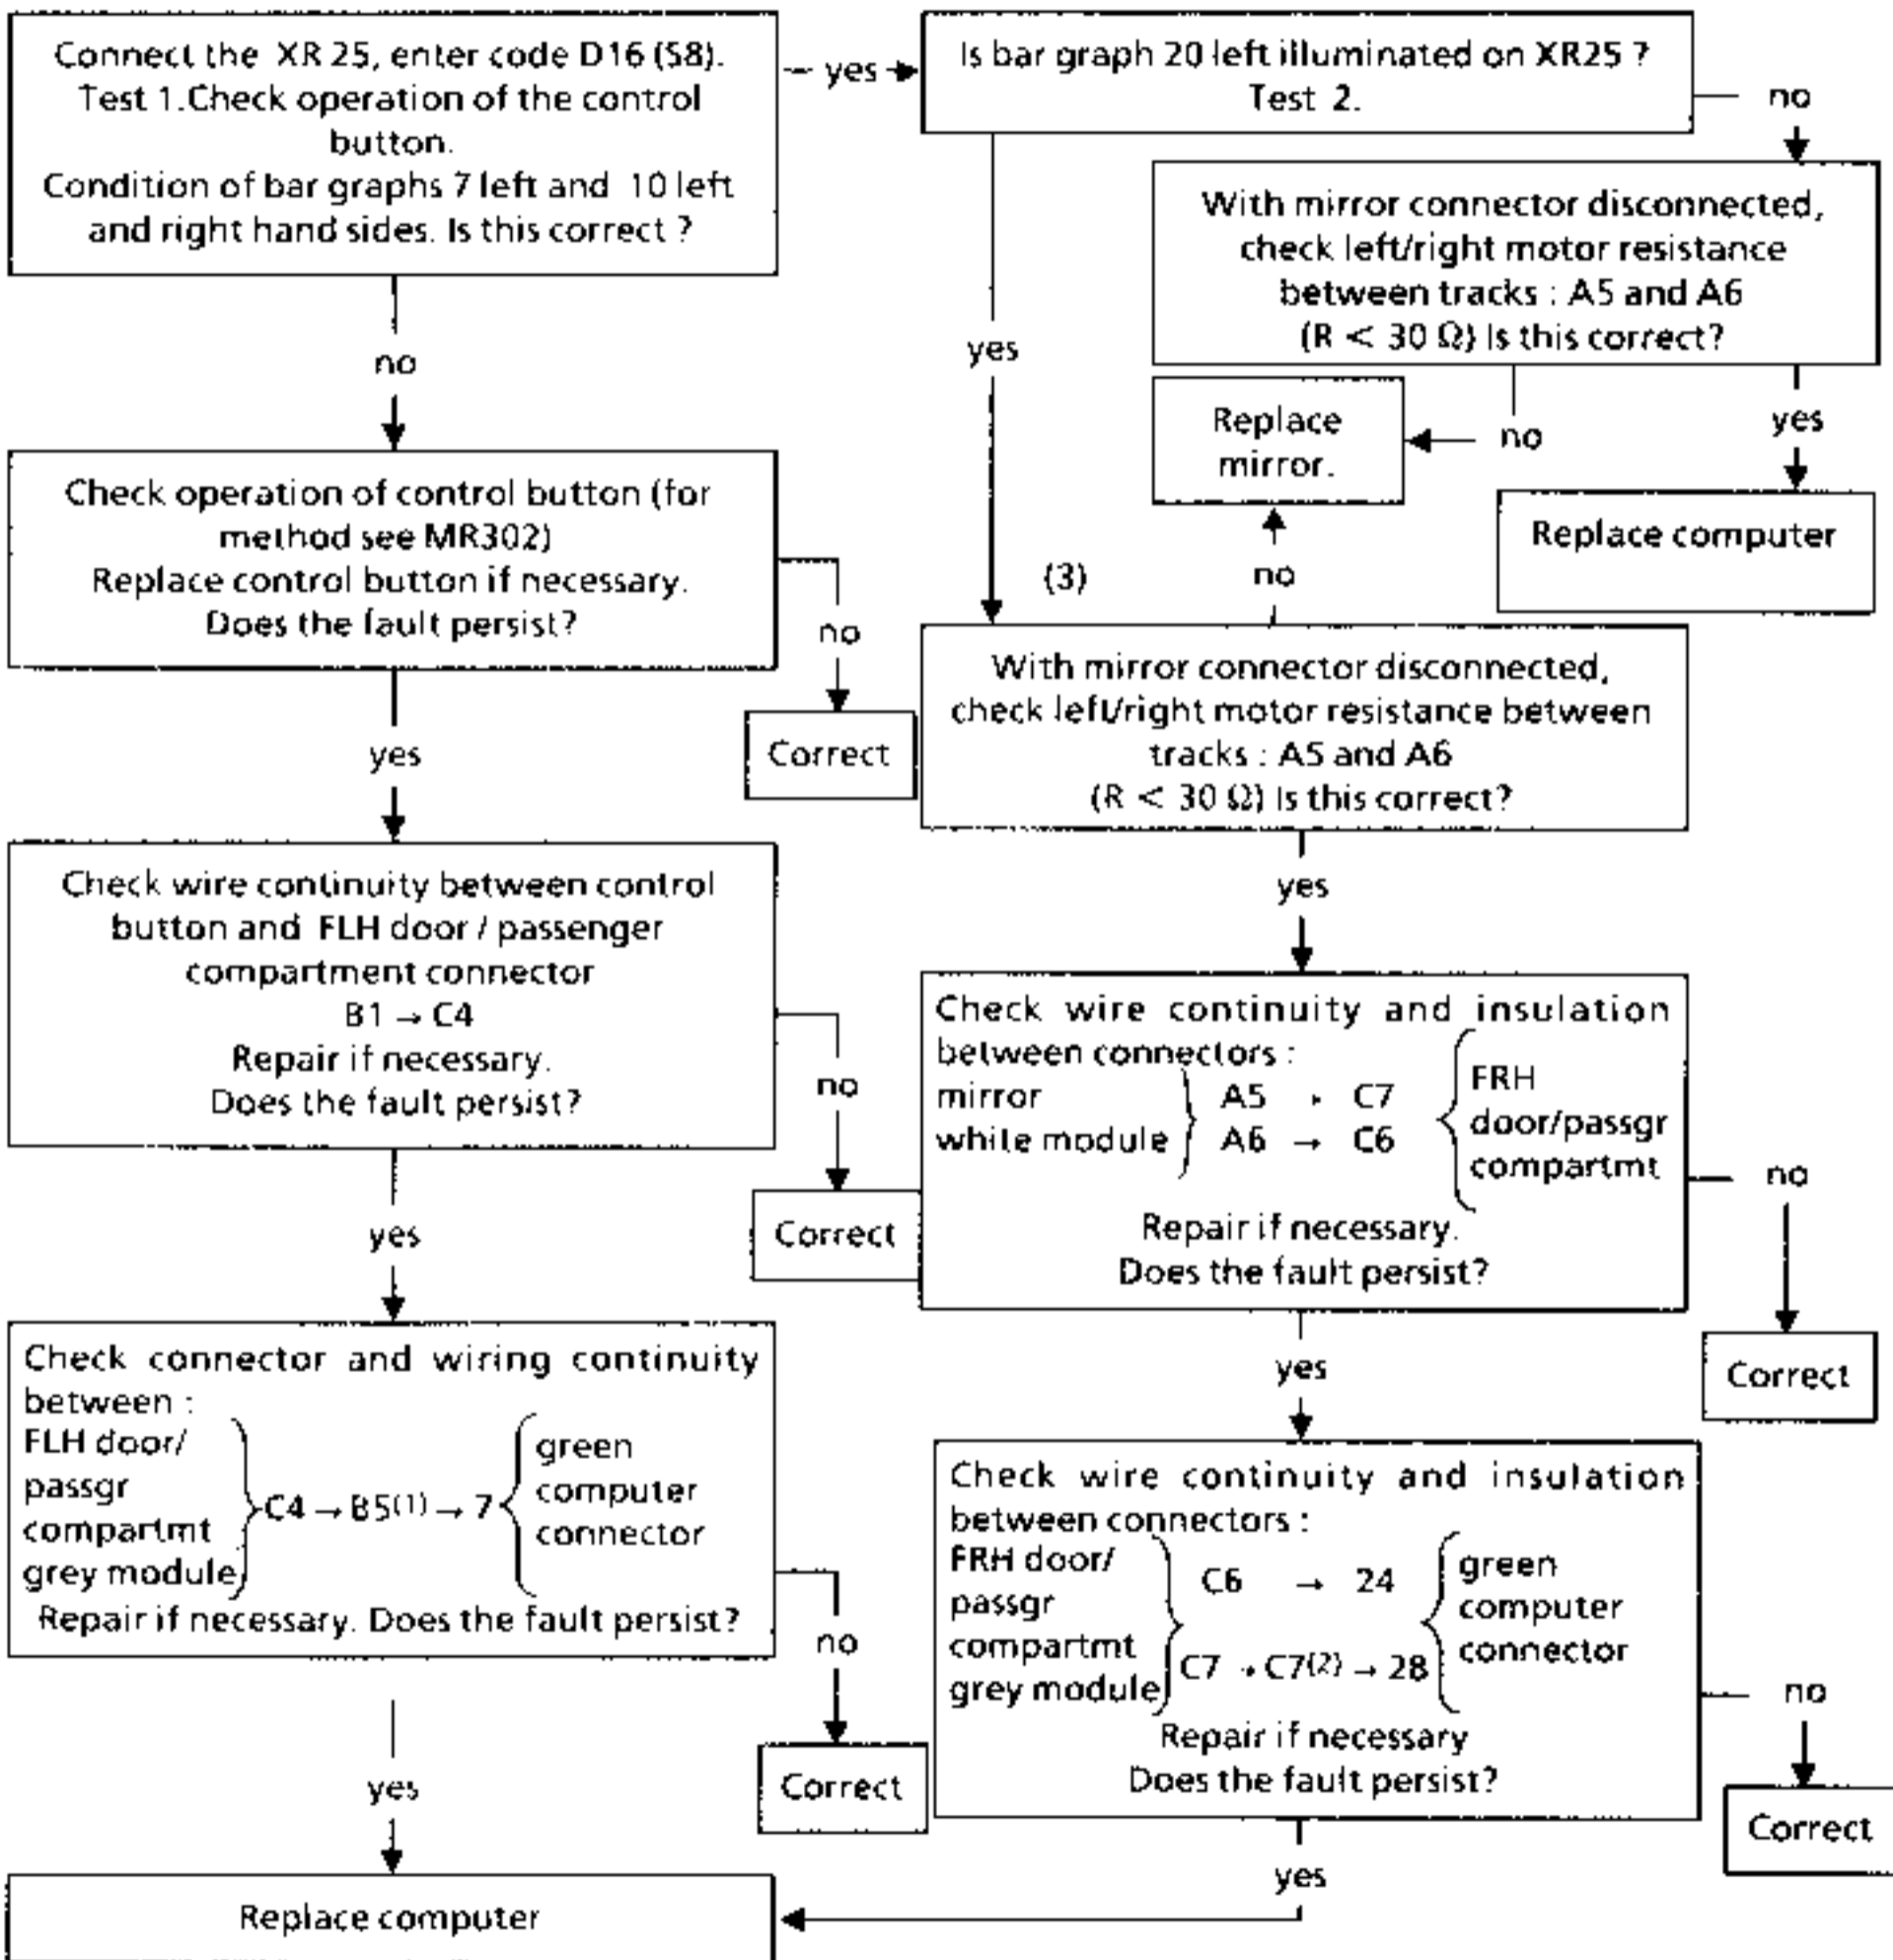 Connect the XR 25, enter code D16 (S8).
Test 1.Check operation of the control
button.
Condition of bar graphs 7 left and 10 left
and right hand sides. Is this correct ?
yes
Is bar graph 20 left illuminated on XR25 ?
Test 2.
no
With mirror connector disconnected,
check left/right motor resistance
between tracks : A5 and A6
(R < 30 Ω) Is this correct?
no
yes
yes
no
Replace
mirror.
Replace computer
Check operation of control button (for
method see MR302)
Replace control button if necessary.
Does the fault persist?
no
Correct
(3)
no
With mirror connector disconnected,
check left/right motor resistance between
tracks : A5 and A6
(R < 30 Ω) Is this correct?
yes
yes
Check wire continuity between control
button and FLH door / passenger
compartment connector
B1 → C4
Repair if necessary.
Does the fault persist?
no
Correct
Check wire continuity and insulation
between connectors :
mirror
white module
A5 → C7
A6 → C6
FRH
door/passgr
compartmt
Repair if necessary.
Does the fault persist?
no
Correct
yes
yes
Check connector and wiring continuity
between :
FLH door/
passgr
compartmt
grey module
C4 → B5(1) → 7
green
computer
connector
Repair if necessary. Does the fault persist?
no
Correct
Check wire continuity and insulation
between connectors :
FRH door/
passgr
compartmt
grey module
C6 → 24
C7 → C7(2) → 28
green
computer
connector
Repair if necessary
Does the fault persist?
no
Correct
yes
yes
Replace computer